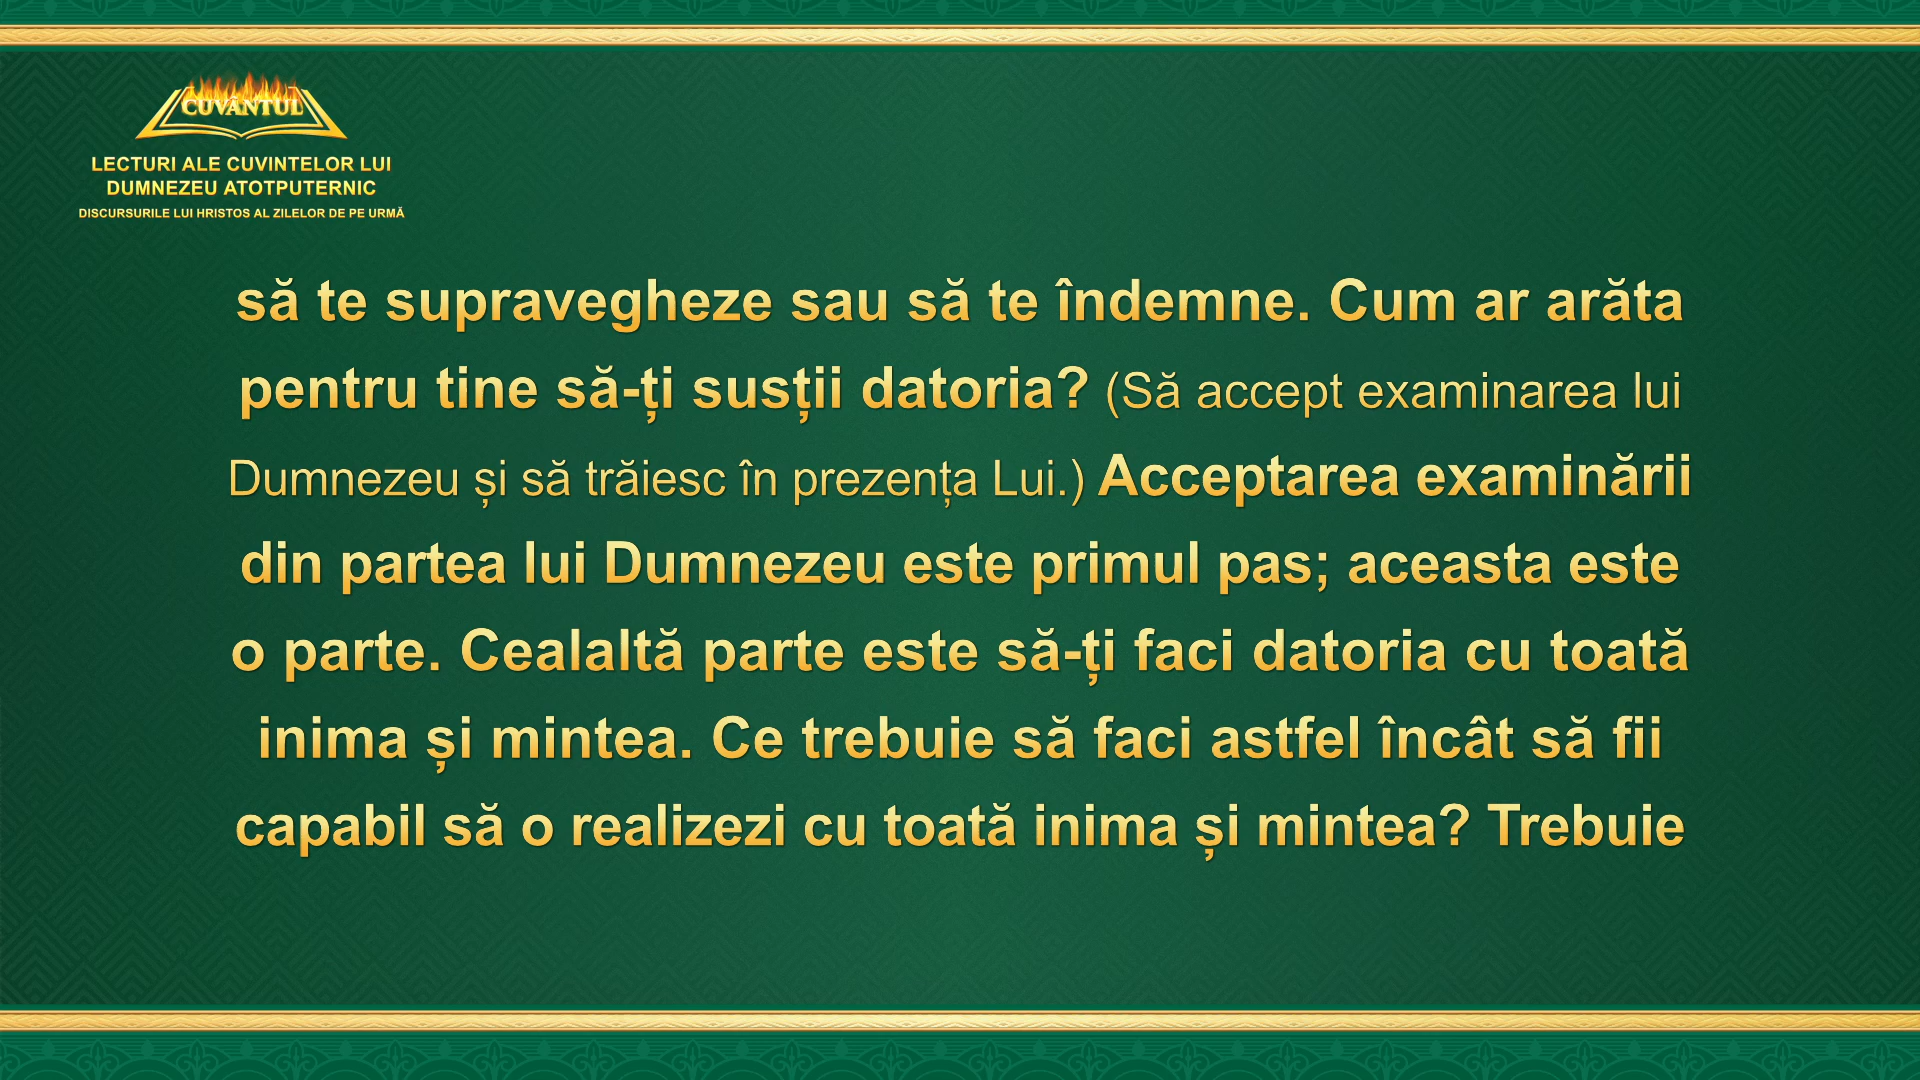 CUVÂNTUL
LECTURI ALE CUVINTELOR LUI
DUMNEZEU ATOTPUTERNIC
DISCURSURILE LUI HRISTOS AL ZILELOR DE PE URMĂ
să te supravegheze sau să te îndemne. Cum ar arăta
pentru tine să-ți susții datoria? (Să accept examinarea lui
Dumnezeu și să trăiesc în prezența Lui.) Acceptarea examinării
din partea lui Dumnezeu este primul pas; aceasta este
o parte. Cealaltă parte este să-ți faci datoria cu toată
inima și mintea. Ce trebuie să faci astfel încât să fii
capabil să o realizezi cu toată inima și mintea? Trebuie